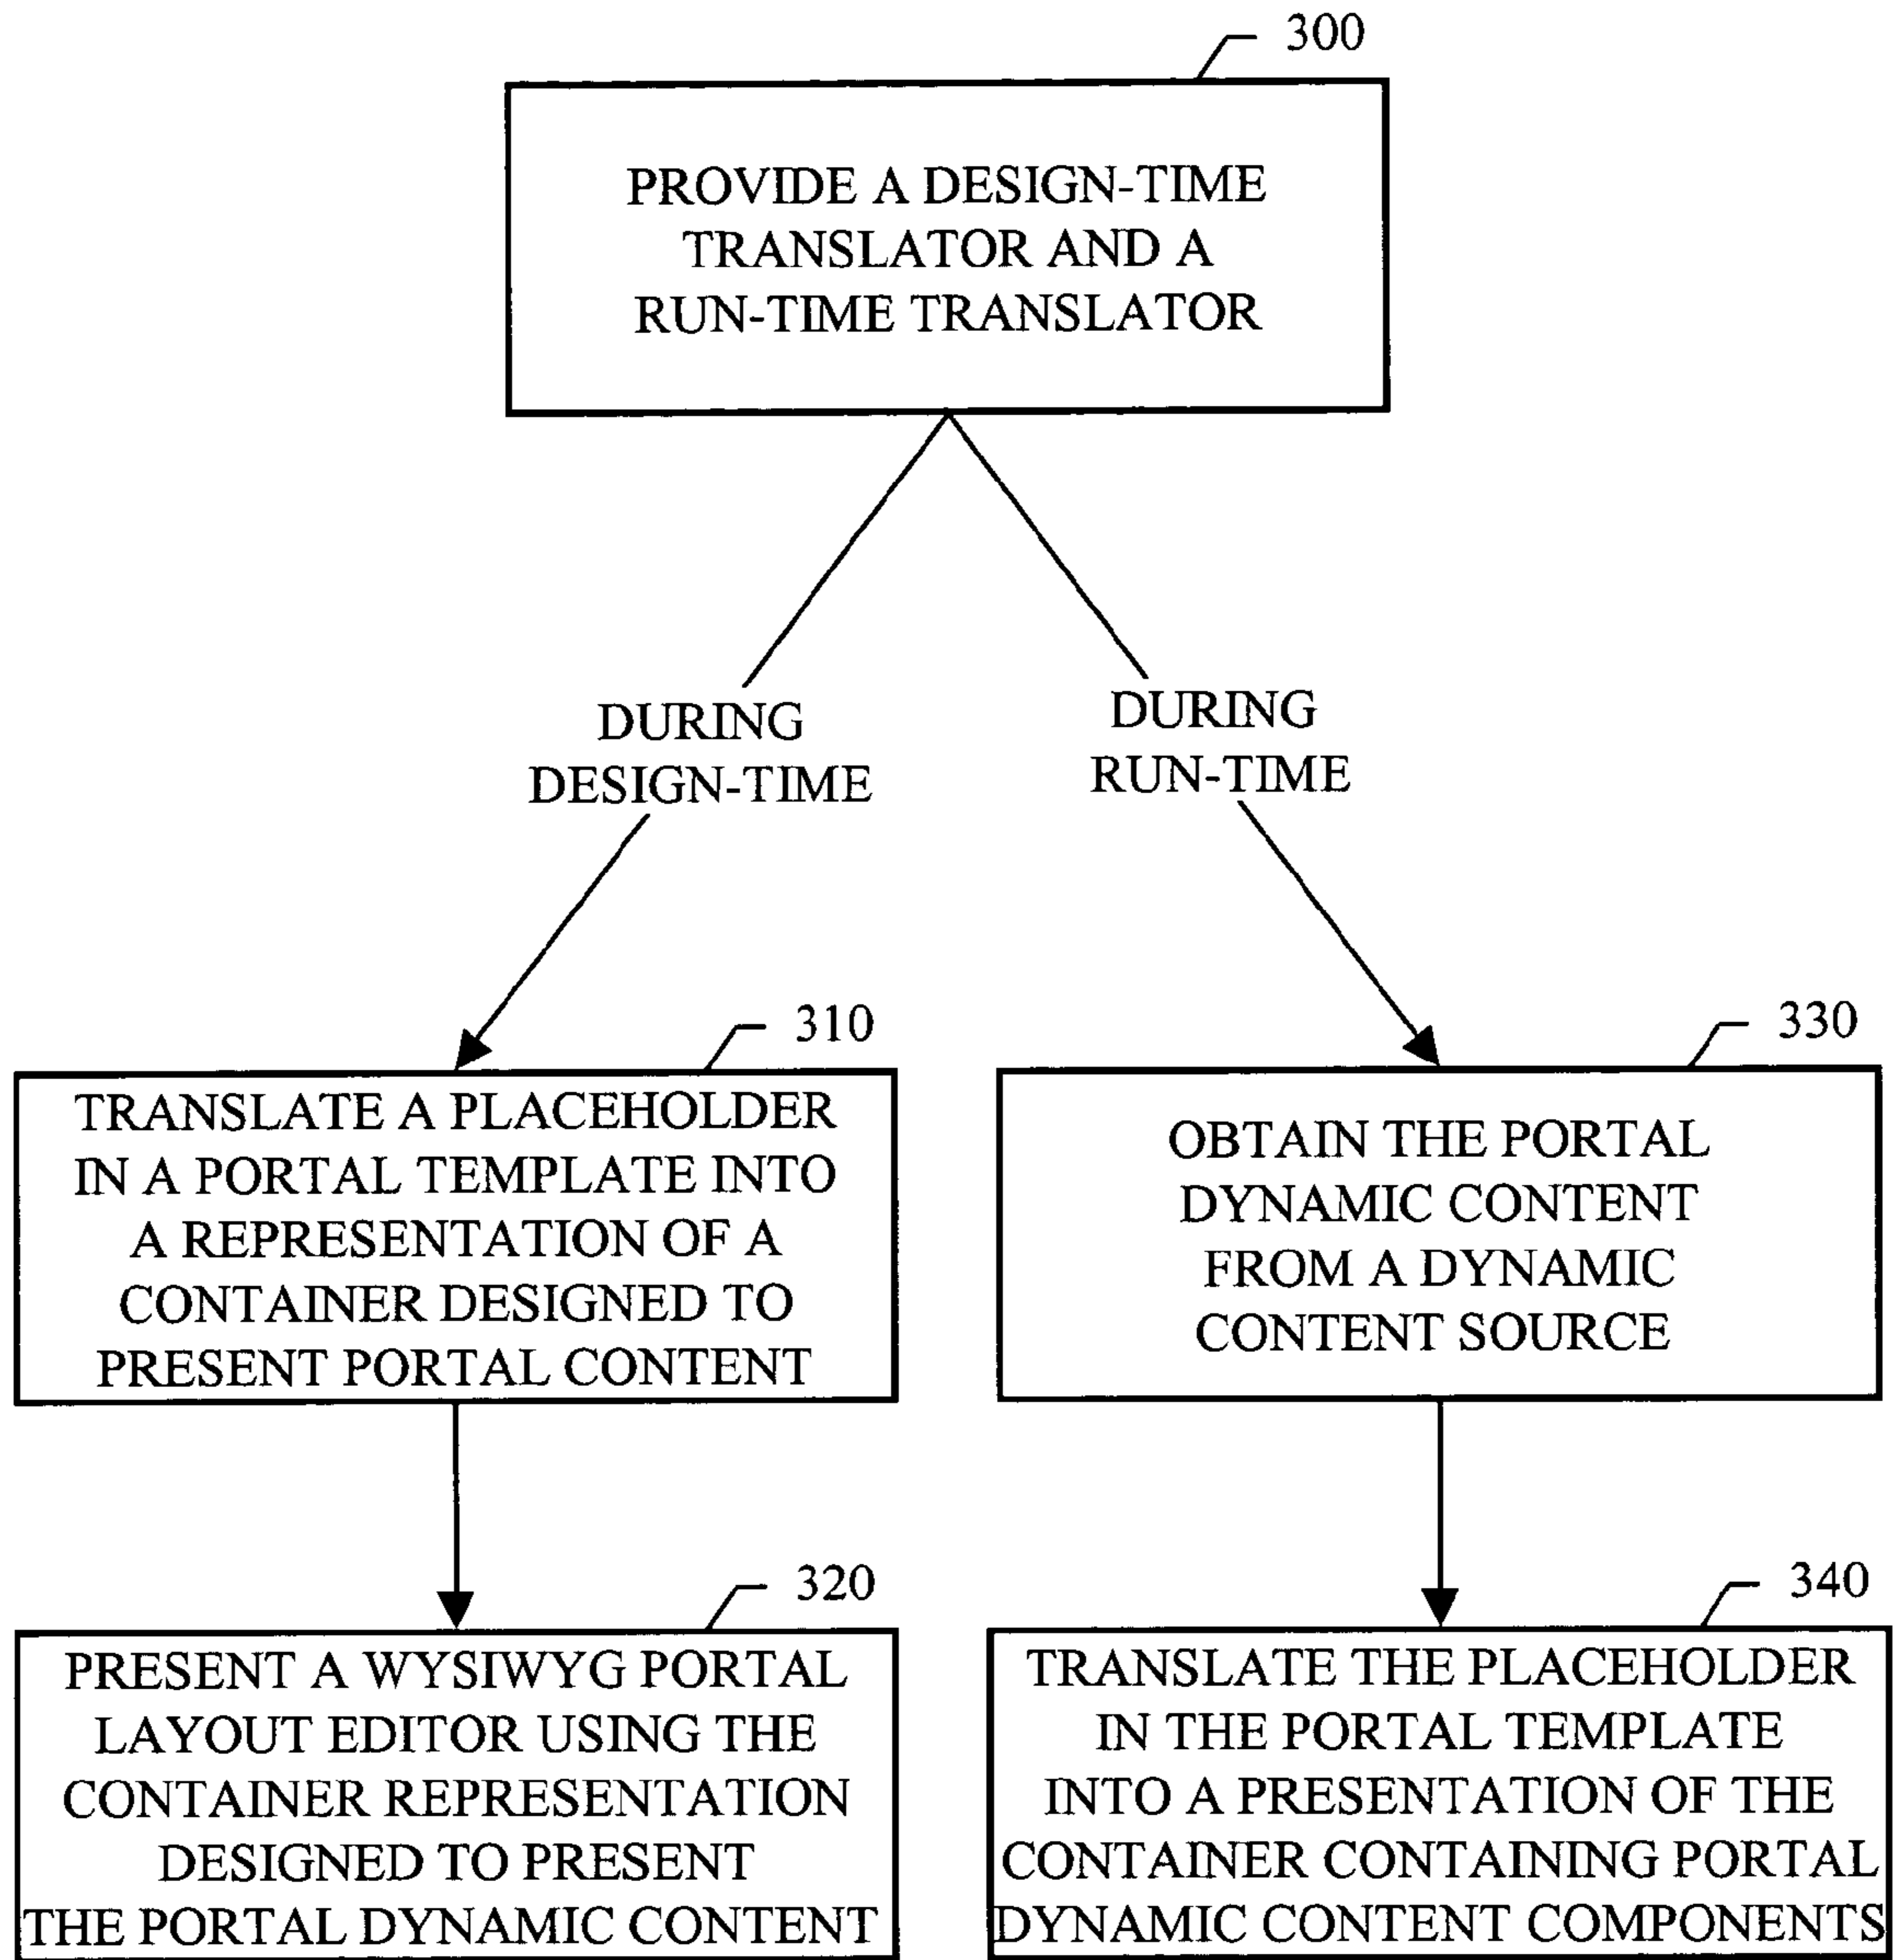 300
PROVIDE A DESIGN-TIME
TRANSLATOR AND A
RUN-TIME TRANSLATOR
DURING
DESIGN-TIME
DURING
RUN-TIME
310
TRANSLATE A PLACEHOLDER
IN A PORTAL TEMPLATE INTO
A REPRESENTATION OF A
CONTAINER DESIGNED TO
PRESENT PORTAL CONTENT
330
OBTAIN THE PORTAL
DYNAMIC CONTENT
FROM A DYNAMIC
CONTENT SOURCE
320
PRESENT A WYSIWYG PORTAL
LAYOUT EDITOR USING THE
CONTAINER REPRESENTATION
DESIGNED TO PRESENT
THE PORTAL DYNAMIC CONTENT
340
TRANSLATE THE PLACEHOLDER
IN THE PORTAL TEMPLATE
INTO A PRESENTATION OF THE
CONTAINER CONTAINING PORTAL
DYNAMIC CONTENT COMPONENTS